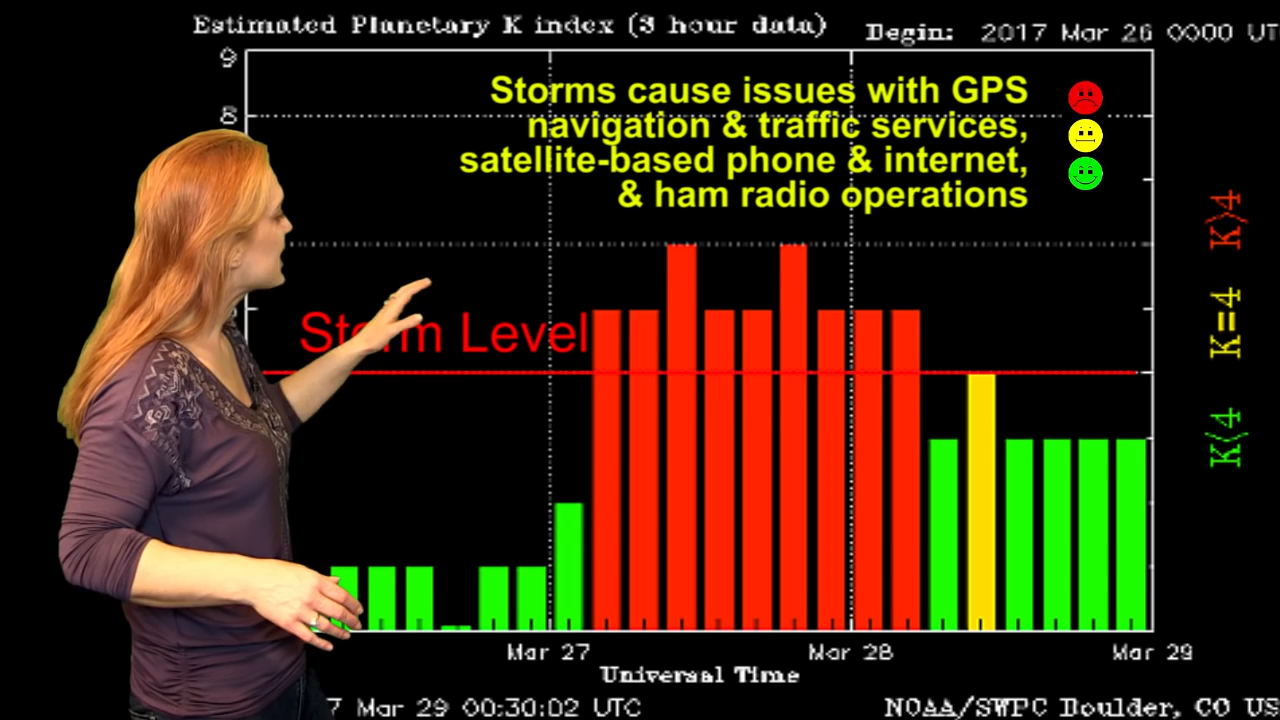 Estimated Planetary K index (3 hour data)
Begin: 2017 Mar 26 0000 UT
9
8
Storms cause issues with GPS
navigation & traffic services,
satellite-based phone & internet,
& ham radio operations
Storm Level
K>4
K=4
K<4
Mar 27
Mar 28
Mar 29
Universal Time
7 Mar 29 00:30:02 UTC
NOAA/SWPC Boulder, CO US